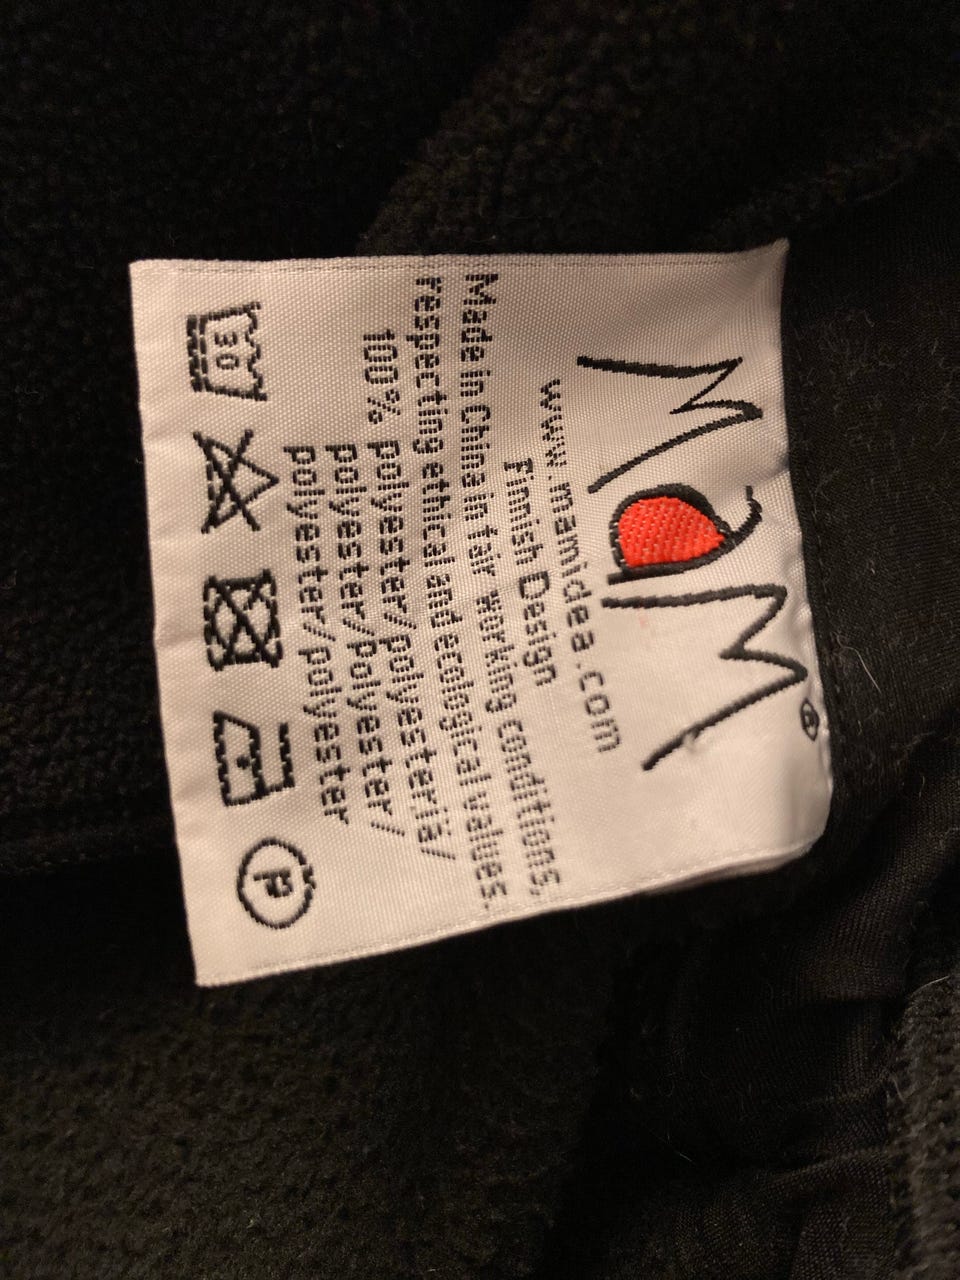 MaM®
www.mamidea.com
Finnish Design
Made in China in fair working conditions,
respecting ethical and ecological values.
100% polyester/polyesteriä/
polyester/polyester/
polyester/polyester
30 P